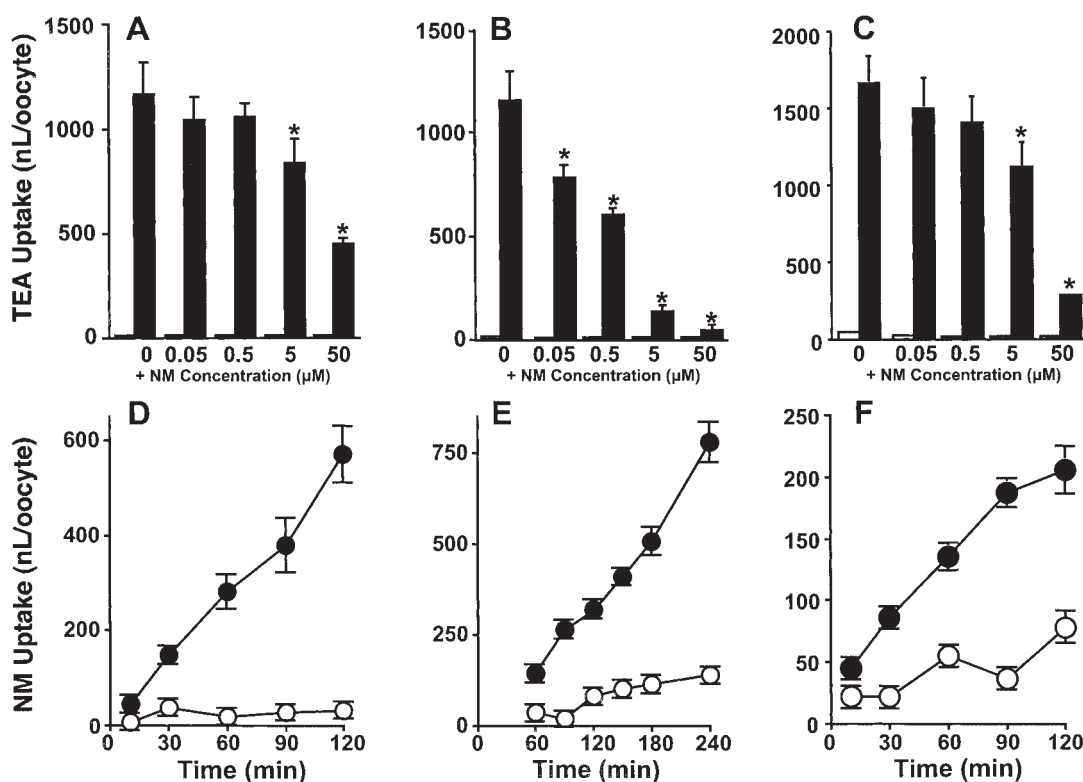 A
B
C
TEA Uptake (nL/oocyte)
1500
1000
500
0
0 0.05 0.5 5 50
+ NM Concentration (µM)
* *
1500
1000
500
0
0 0.05 0.5 5 50
+ NM Concentration (µM)
* * * *
2000
1500
1000
500
0
0 0.05 0.5 5 50
+ NM Concentration (µM)
* *
D
E
F
NM Uptake (nL/oocyte)
600
400
200
0
0 30 60 90 120
Time (min)
750
500
250
0
0 60 120 180 240
Time (min)
250
200
150
100
50
0
0 30 60 90 120
Time (min)